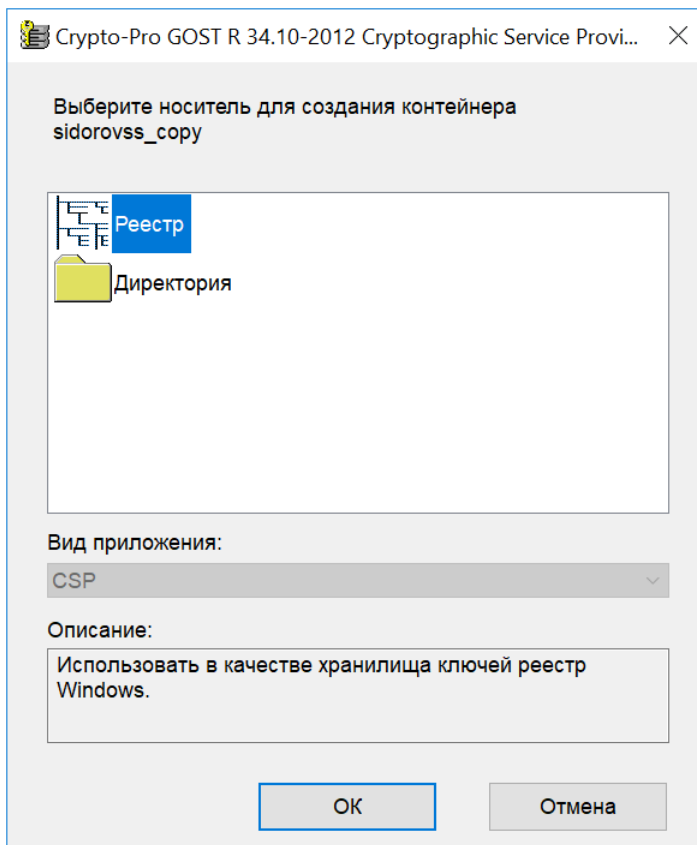 Crypto-Pro GOST R 34.10-2012 Cryptographic Service Provi...
Выберите носитель для создания контейнера
sidorovss_copy
Реестр
Директория
Вид приложения:
CSP
Описание:
Использовать в качестве хранилища ключей реестр
Windows.
ОК
Отмена